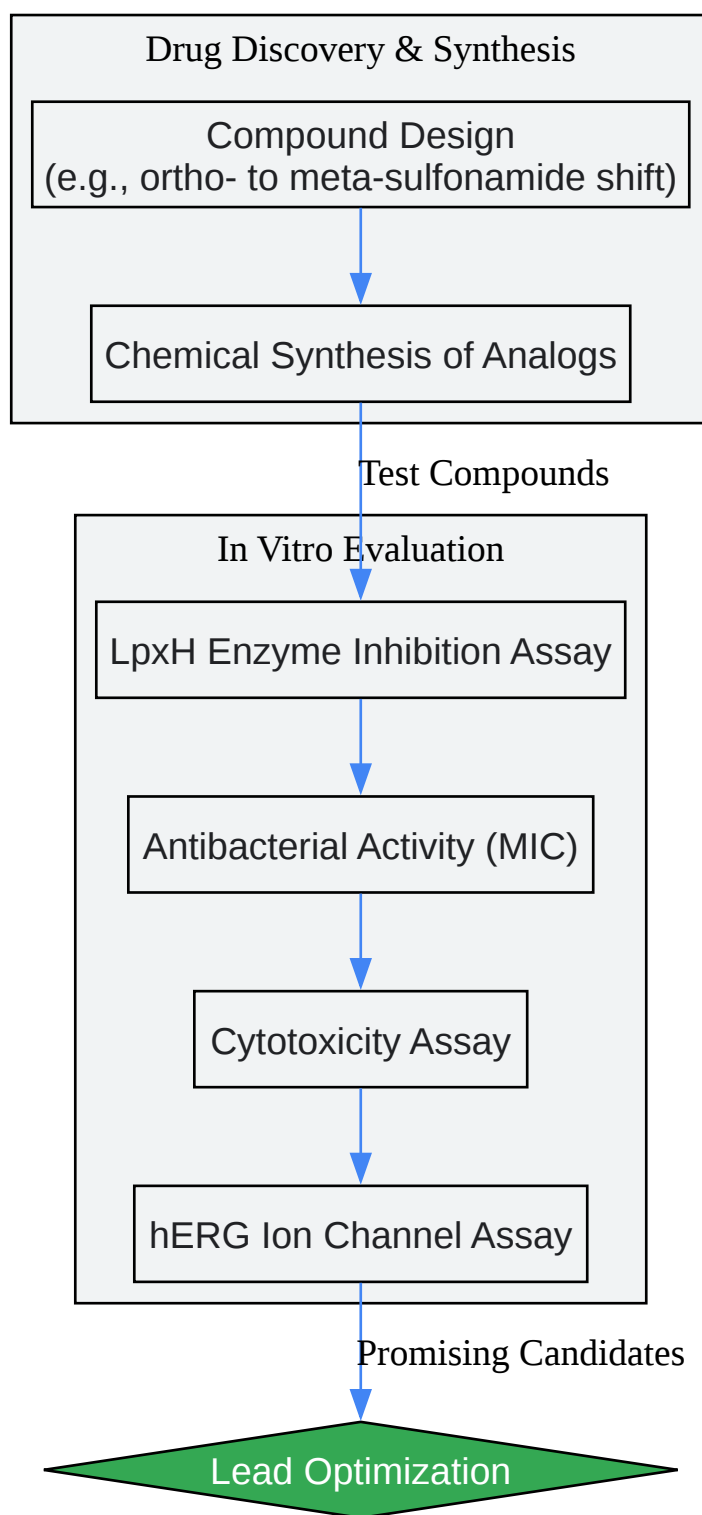 Drug Discovery & Synthesis
Compound Design
(e.g., ortho- to meta-sulfonamide shift)
Chemical Synthesis of Analogs
Test Compounds
In Vitro Evaluation
LpxH Enzyme Inhibition Assay
Antibacterial Activity (MIC)
Cytotoxicity Assay
hERG Ion Channel Assay
Promising Candidates
Lead Optimization